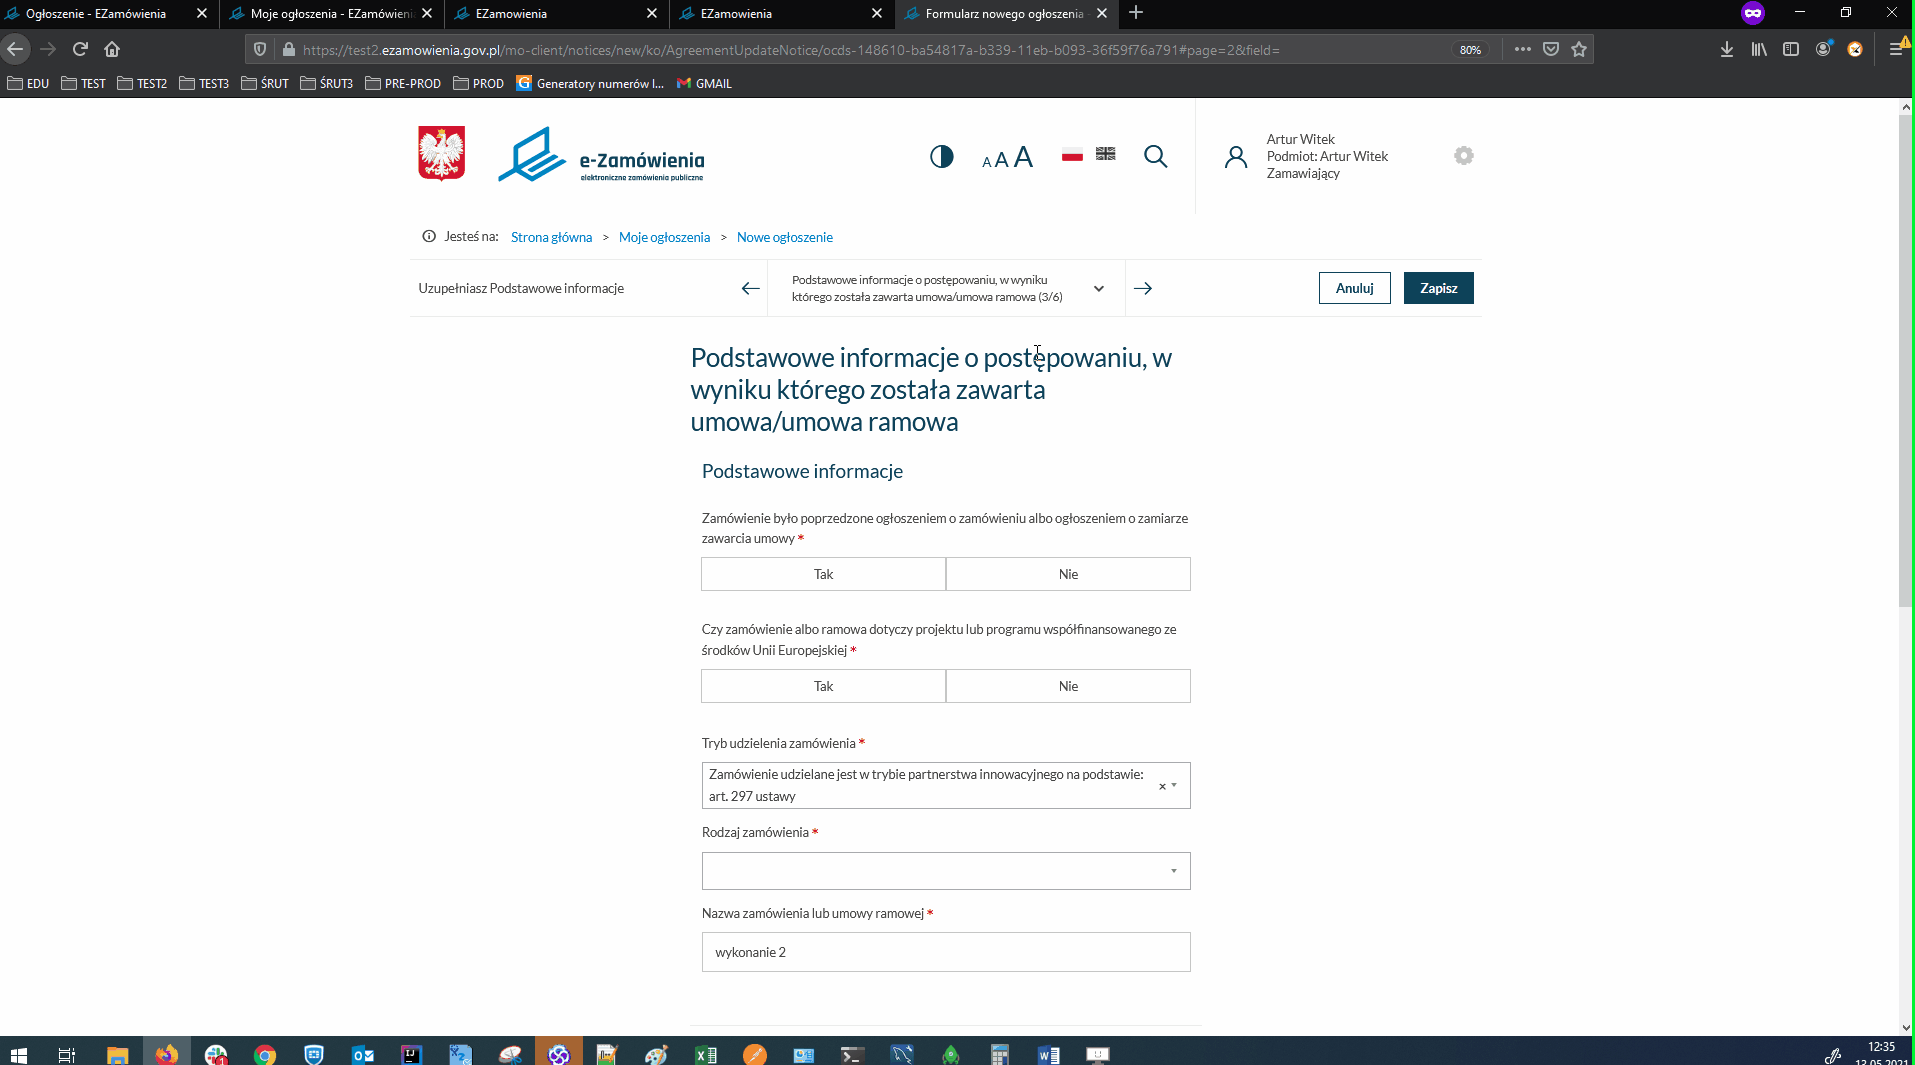 Ogłoszenie - EZamówienia
Moje ogłoszenia - EZamówieni
EZamowienia
EZamowienia
Formularz nowego ogłoszenia -
https://test2.ezamowienia.gov.pl/mo-client/notices/new/ko/AgreementUpdateNotice/ocds-148610-ba54817a-b339-11eb-b093-36f59f76a791#page=2&field=
80%
EDU
TEST
TEST2
TEST3
ŚRUT
ŚRUT3
PRE-PROD
PROD
G
Generatory numerów I...
GMAIL
e-Zamówienia
elektroniczne zamówienia publiczne
A A A
Artur Witek
Podmiot: Artur Witek
Zamawiający
Jesteś na: Strona główna > Moje ogłoszenia > Nowe ogłoszenie
Uzupełniasz Podstawowe informacje
Podstawowe informacje o postępowaniu, w wyniku
którego została zawarta umowa/umowa ramowa (3/6)
Anuluj
Zapisz
Podstawowe informacje o postępowaniu, w
wyniku którego została zawarta
umowa/umowa ramowa
Podstawowe informacje
Zamówienie było poprzedzone ogłoszeniem o zamówieniu albo ogłoszeniem o zamiarze
zawarcia umowy *
Tak
Nie
Czy zamówienie albo ramowa dotyczy projektu lub programu współfinansowanego ze
środków Unii Europejskiej *
Tak
Nie
Tryb udzielenia zamówienia *
Zamówienie udzielane jest w trybie partnerstwa innowacyjnego na podstawie:
art. 297 ustawy
Rodzaj zamówienia *
Nazwa zamówienia lub umowy ramowej *
wykonanie 2
12:35
13.05.2021